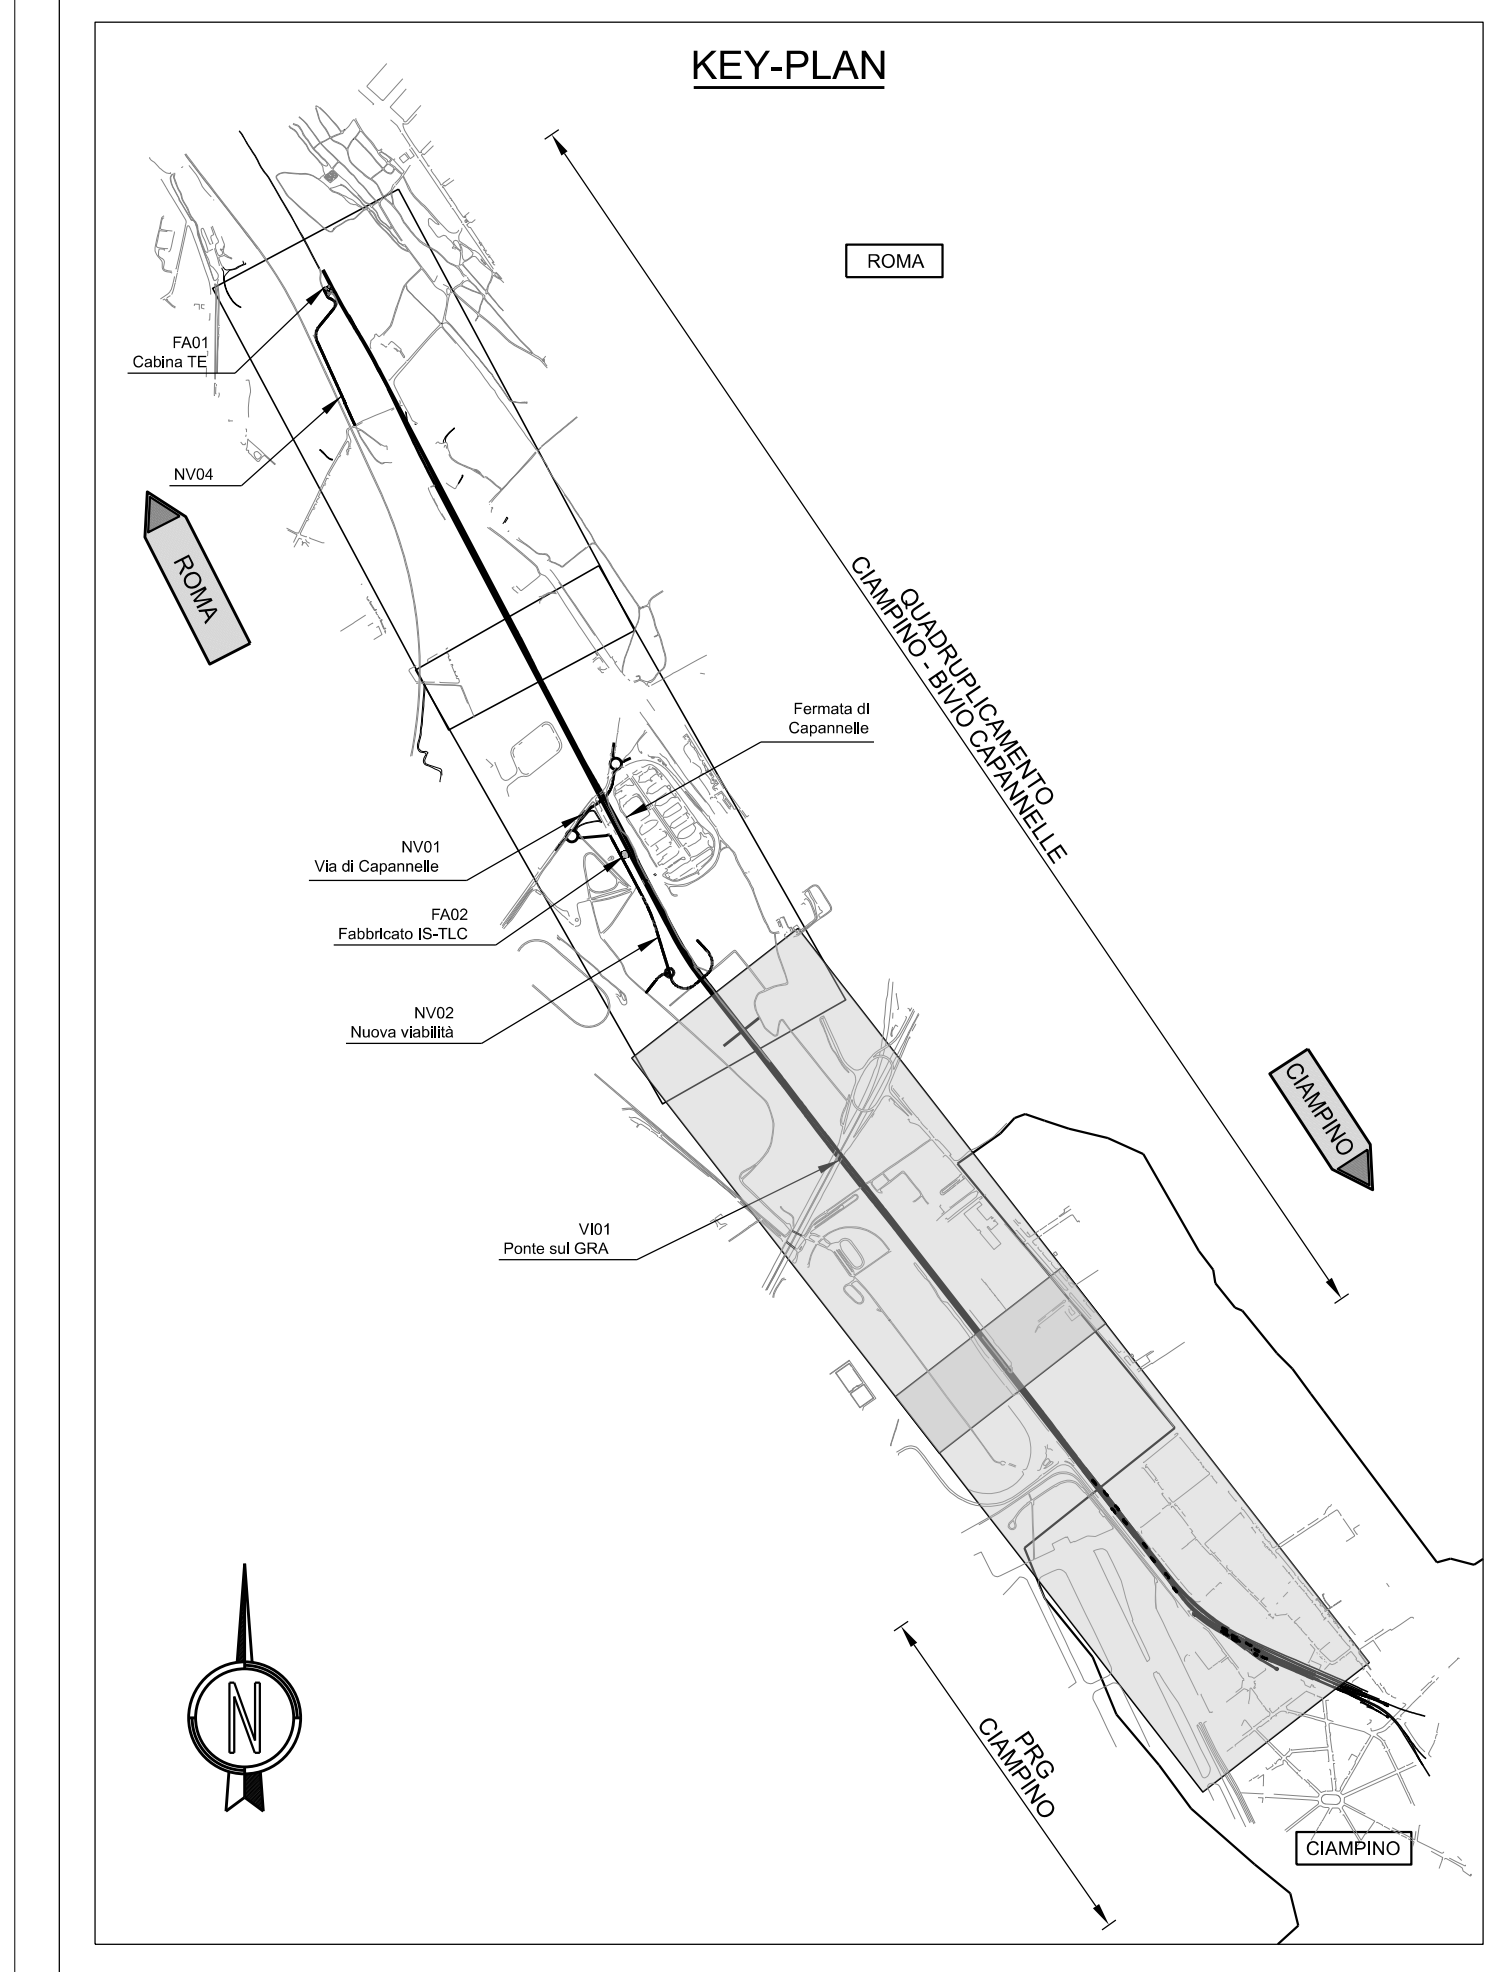 KEY-PLAN
ROMA
FA01
Cabina TE
NV04
ROMA
QUADRUPLICAMENTO
CIAMPINO - BIVIO CAPANNELLE
Fermata di
Capannelle
NV01
Via di Capannelle
FA02
Fabbricato IS-TLC
NV02
Nuova viabilità
CIAMPINO
VI01
Ponte sul GRA
PRG
CIAMPINO
N
CIAMPINO